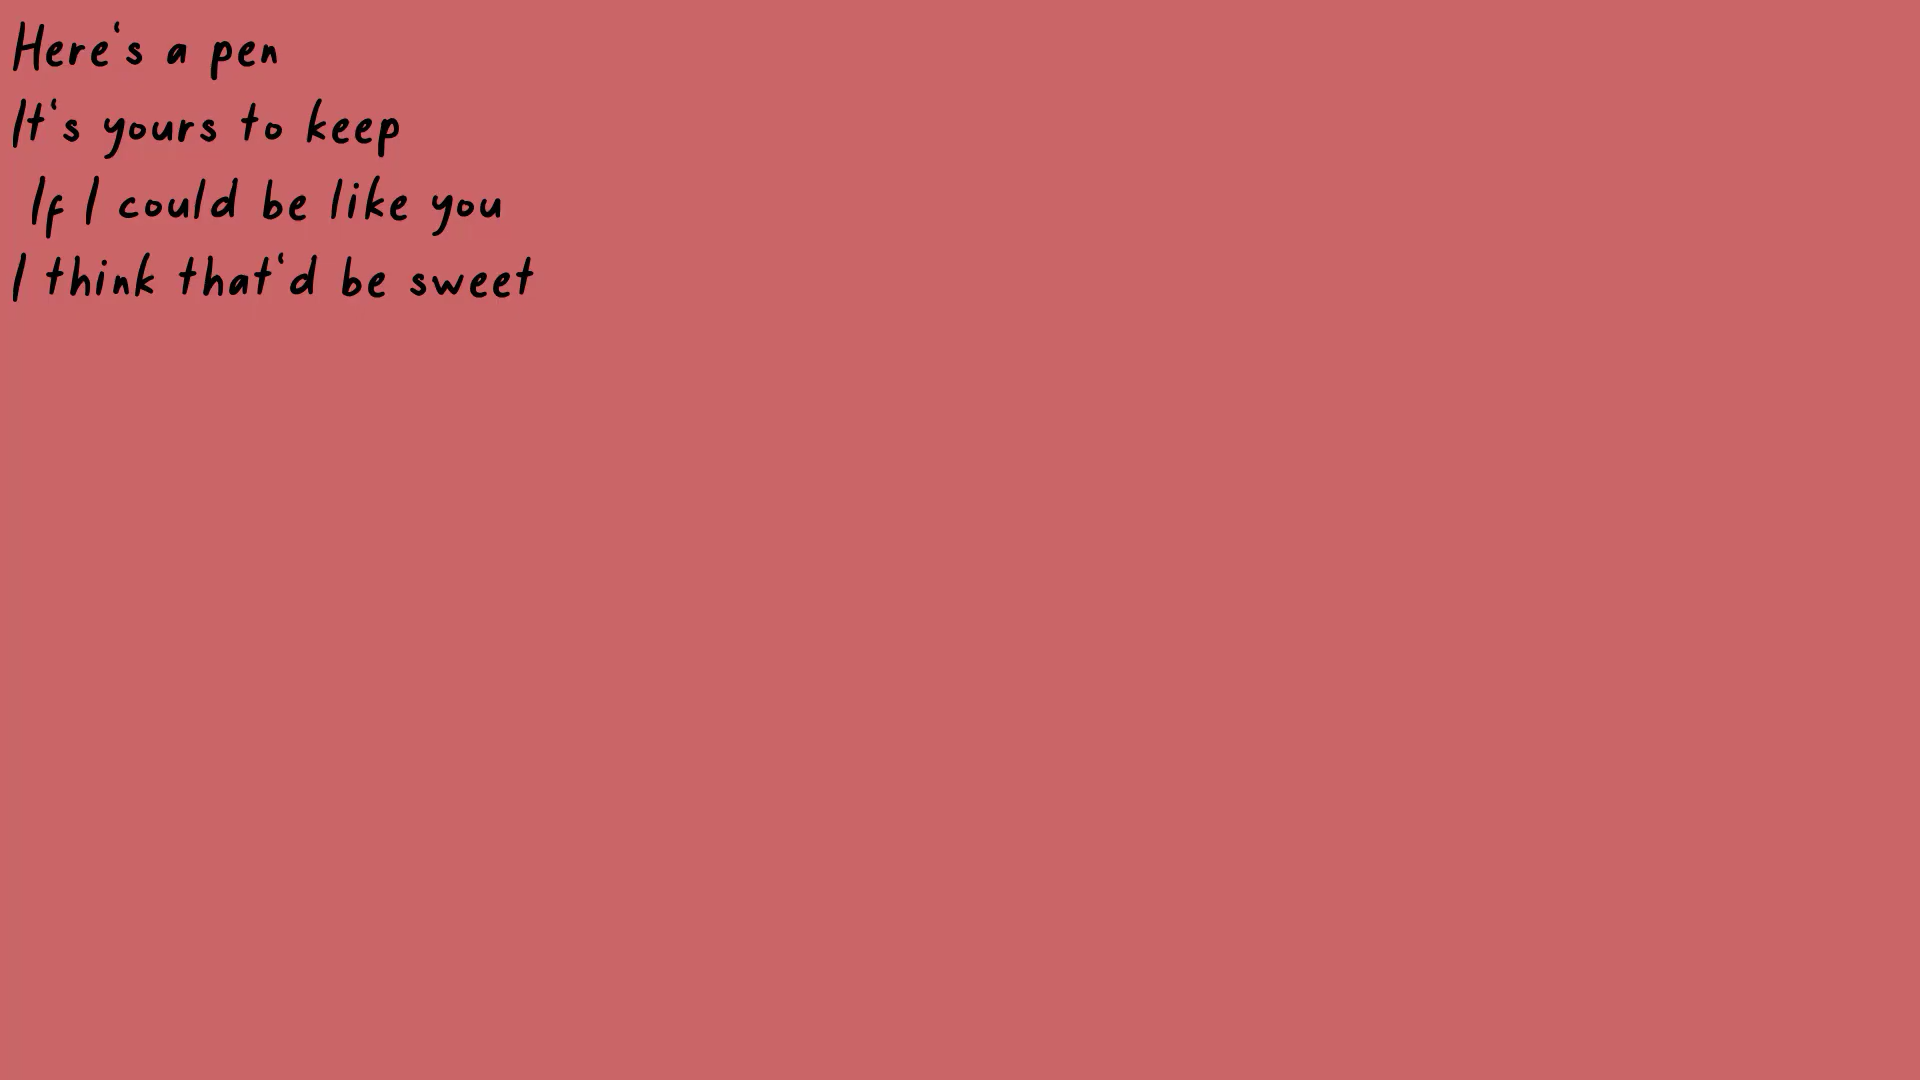 Here's a pen
It's yours to keep
If I could be like you
I think that'd be sweet